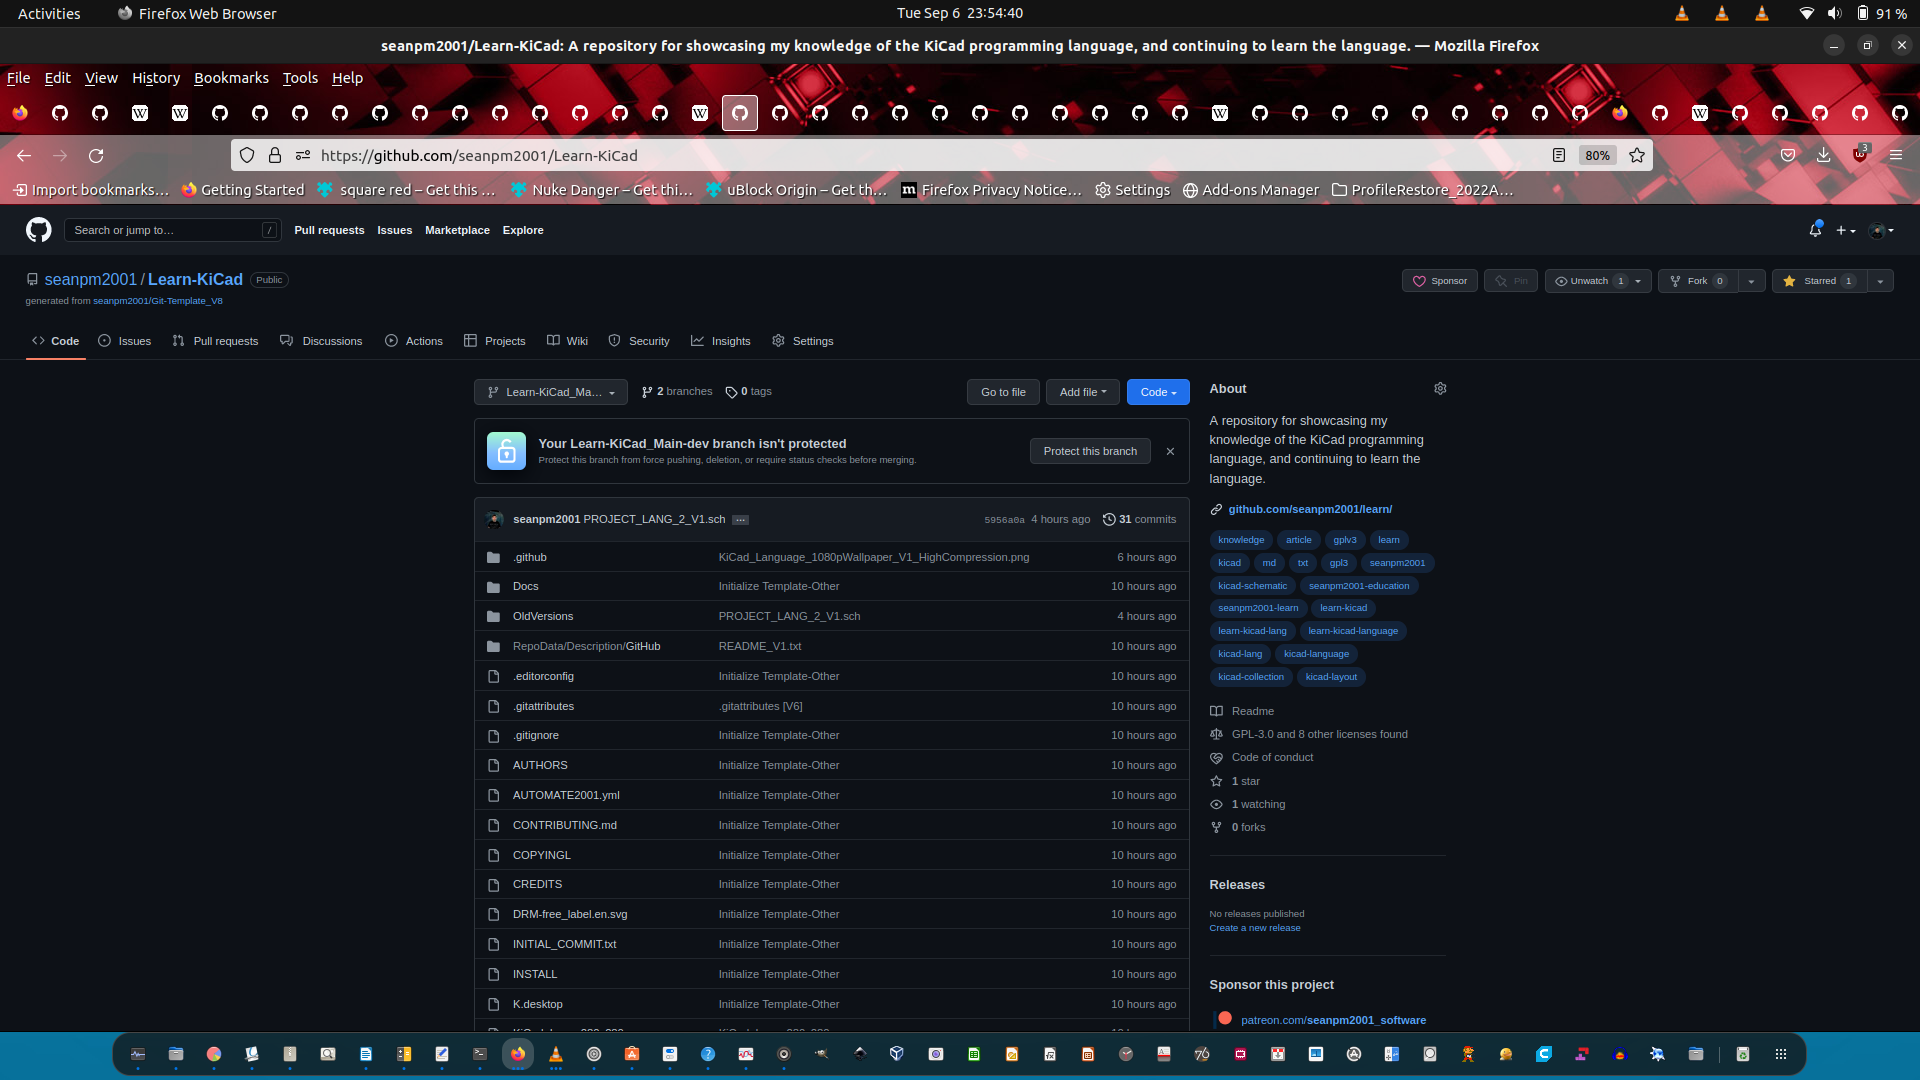 Activities
Firefox Web Browser
Tue Sep 6 23:54:40
91 %
seanpm2001/Learn-KiCad: A repository for showcasing my knowledge of the KiCad programming language, and continuing to learn the language. — Mozilla Firefox
File Edit View History Bookmarks Tools Help
https://github.com/seanpm2001/Learn-KiCad
80%
3
Import bookmarks…
Getting Started
square red – Get this …
Nuke Danger – Get thi…
uBlock Origin – Get th…
Firefox Privacy Notice…
Settings
Add-ons Manager
ProfileRestore_2022A…
Search or jump to… /
Pull requests Issues Marketplace Explore
seanpm2001 / Learn-KiCad Public
generated from seanpm2001/Git-Template_V8
Sponsor
Pin
Unwatch 1
Fork 0
Starred 1
Code Issues Pull requests Discussions Actions Projects Wiki Security Insights Settings
Learn-KiCad_Ma…
2 branches
0 tags
Go to file
Add file
Code
Your Learn-KiCad_Main-dev branch isn't protected
Protect this branch from force pushing, deletion, or require status checks before merging.
Protect this branch
seanpm2001 PROJECT_LANG_2_V1.sch … 5956a0a 4 hours ago 31 commits
.github KiCad_Language_1080pWallpaper_V1_HighCompression.png 6 hours ago
Docs Initialize Template-Other 10 hours ago
OldVersions PROJECT_LANG_2_V1.sch 4 hours ago
RepoData/Description/GitHub README_V1.txt 10 hours ago
.editorconfig Initialize Template-Other 10 hours ago
.gitattributes .gitattributes [V6] 10 hours ago
.gitignore Initialize Template-Other 10 hours ago
AUTHORS Initialize Template-Other 10 hours ago
AUTOMATE2001.yml Initialize Template-Other 10 hours ago
CONTRIBUTING.md Initialize Template-Other 10 hours ago
COPYINGL Initialize Template-Other 10 hours ago
CREDITS Initialize Template-Other 10 hours ago
DRM-free_label.en.svg Initialize Template-Other 10 hours ago
INITIAL_COMMIT.txt Initialize Template-Other 10 hours ago
INSTALL Initialize Template-Other 10 hours ago
K.desktop Initialize Template-Other 10 hours ago
About
A repository for showcasing my
knowledge of the KiCad programming
language, and continuing to learn the
language.
github.com/seanpm2001/learn/
knowledge article gplv3 learn
kicad md txt gpl3 seanpm2001
kicad-schematic seanpm2001-education
seanpm2001-learn learn-kicad
learn-kicad-lang learn-kicad-language
kicad-lang kicad-language
kicad-collection kicad-layout
Readme
GPL-3.0 and 8 other licenses found
Code of conduct
1 star
1 watching
0 forks
Releases
No releases published
Create a new release
Sponsor this project
patreon.com/seanpm2001_software